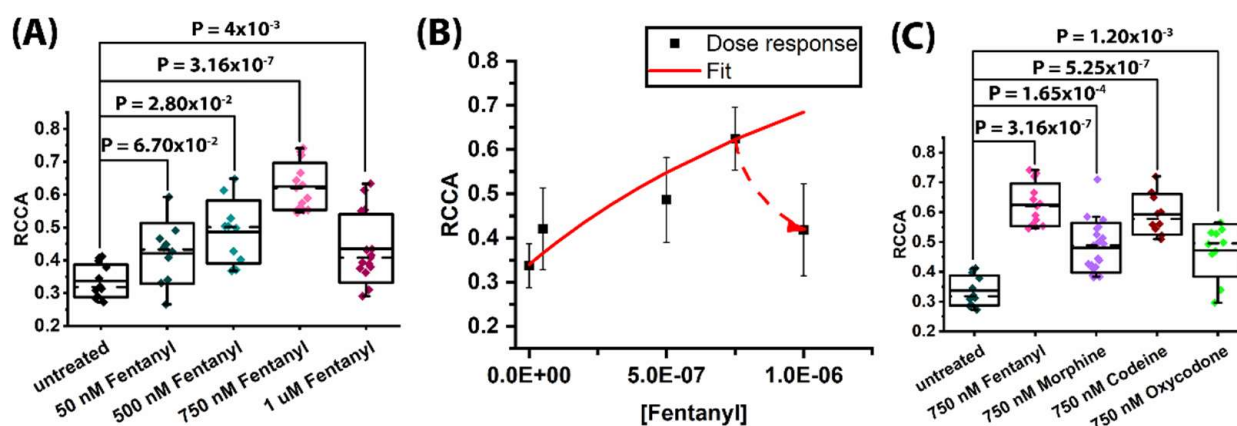 (A)
P = 4x10-3
P = 3.16x10-7
P = 2.80x10-2
P = 6.70x10-2
RCCA
0.8
0.7
0.6
0.5
0.4
0.3
0.2
untreated
50 nM Fentanyl
500 nM Fentanyl
750 nM Fentanyl
1 uM Fentanyl
(B)
Dose response
Fit
RCCA
0.8
0.7
0.6
0.5
0.4
0.3
0.2
0.0E+00 5.0E-07 1.0E-06
[Fentanyl]
(C)
P = 1.20x10-3
P = 5.25x10-7
P = 1.65x10-4
P = 3.16x10-7
RCCA
0.8
0.7
0.6
0.5
0.4
0.3
0.2
untreated
750 nM Fentanyl
750 nM Morphine
750 nM Codeine
750 nM Oxycodone